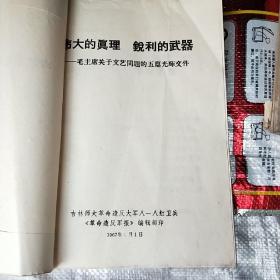 伟大的真理 銳利的武器
——毛主席关于文艺问题的五篇光辉文件
吉林师大革命造反大军八一八红卫兵
《革命造反军报》编辑部印
1967年 月1日